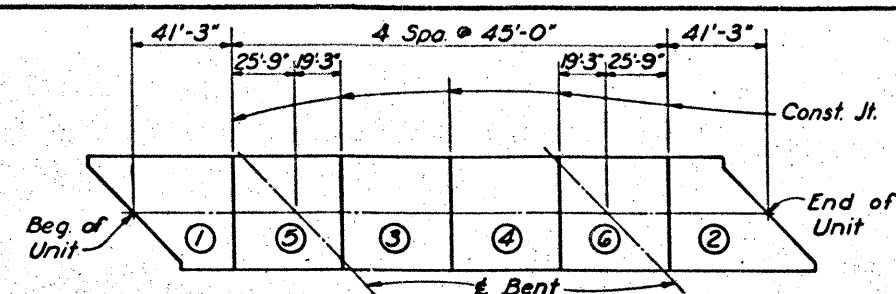 41'-3" 4 Spa. @ 45'-0" 41'-3"
25'-9" 19'-3" 19'-3" 25'-9"
Const. Jt.
Beg. of Unit
① ⑤ ③ ④ ⑥ ②
End of Unit
℄ Bent